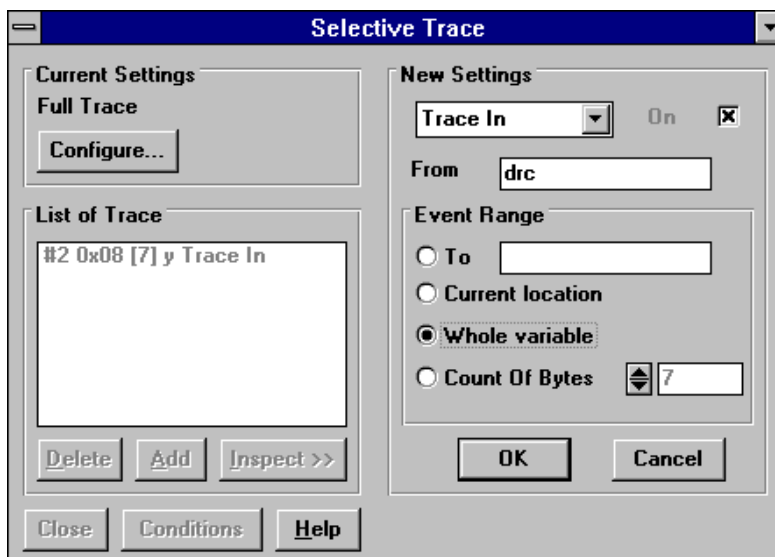 Selective Trace
Current Settings
Full Trace
Configure...
List of Trace
#2 0x08 [7] y Trace In
Delete Add Inspect >>
Close Conditions Help
New Settings
Trace In On
From drc
Event Range
To
Current location
Whole variable
Count Of Bytes 7
OK Cancel